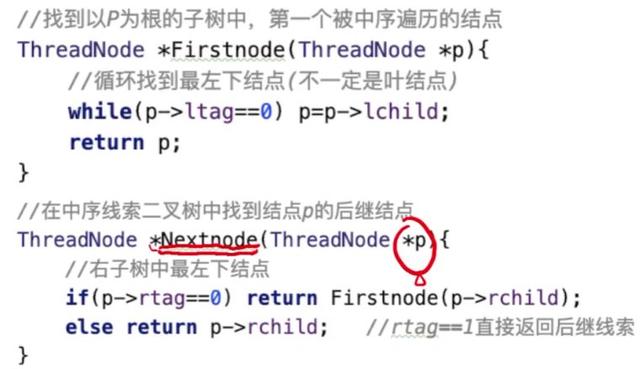 //找到以P为根的子树中，第一个被中序遍历的结点
ThreadNode *Firstnode(ThreadNode *p){
//循环找到最左下结点(不一定是叶结点)
while(p->ltag==0) p=p->lchild;
return p;
}
//在中序线索二叉树中找到结点p的后继结点
ThreadNode *Nextnode(ThreadNode *p){
//右子树中最左下结点
if(p->rtag==0) return Firstnode(p->rchild);
else return p->rchild; //rtag==1直接返回后继线索
}